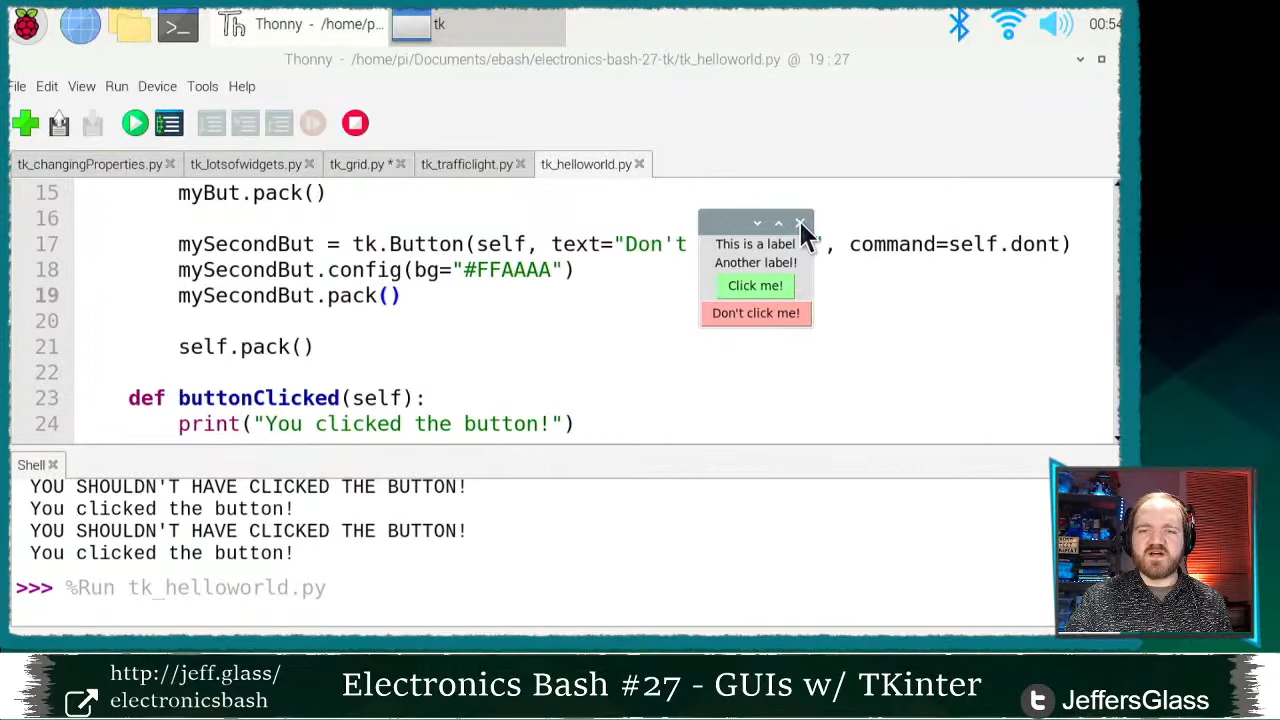 Thonny - /home/p...
tk
00:54
Thonny - /home/pi/Documents/ebash/electronics-bash-27-tk/tk_helloworld.py @ 19 : 27
File Edit View Run Device Tools Help
tk_changingProperties.py tk_lotsofwidgets.py tk_grid.py * tk_trafficlight.py tk_helloworld.py
15 myBut.pack()
16
17 mySecondBut = tk.Button(self, text="Don't ", command=self.dont)
18 mySecondBut.config(bg="#FFAAAA")
19 mySecondBut.pack()
20
21 self.pack()
22
23 def buttonClicked(self):
24 print("You clicked the button!")
This is a label
Another label!
Click me!
Don't click me!
Shell
YOU SHOULDN'T HAVE CLICKED THE BUTTON!
You clicked the button!
YOU SHOULDN'T HAVE CLICKED THE BUTTON!
You clicked the button!
>>> %Run tk_helloworld.py
http://jeff.glass/
electronicsbash
Electronics Bash #27 - GUIs w/ TKinter
JeffersGlass